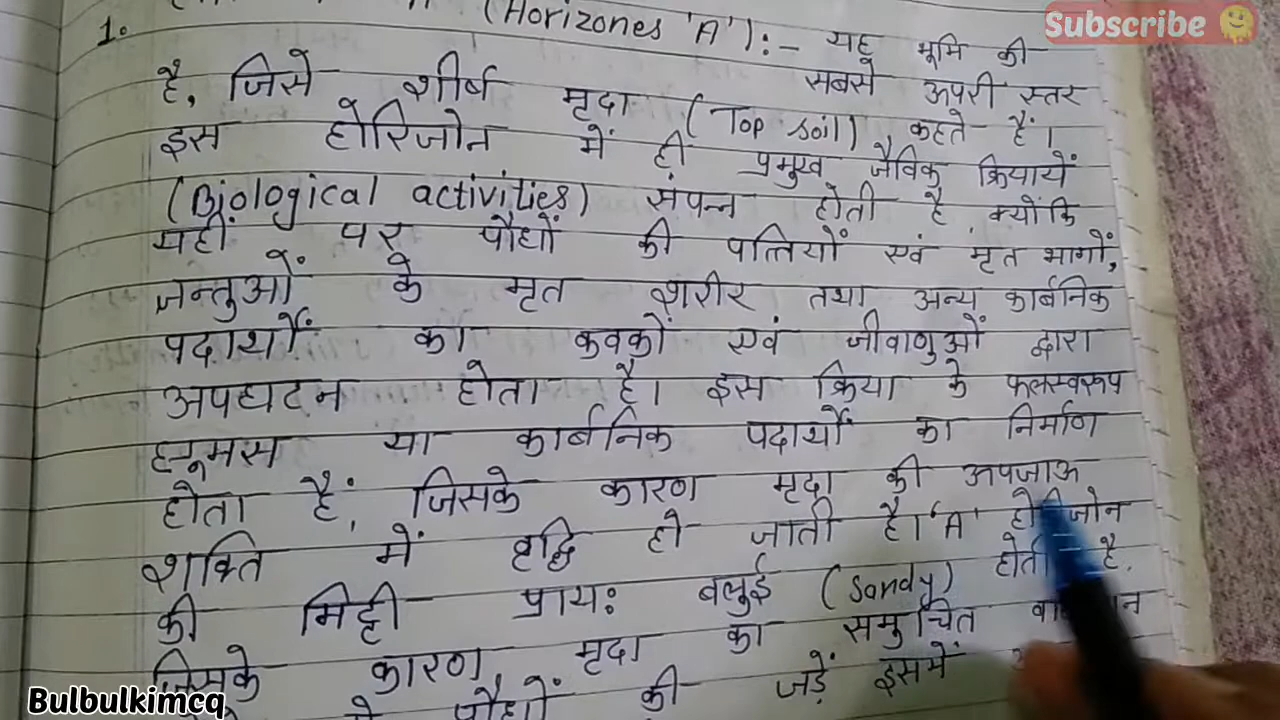 Subscribe
1. (Horizones 'A') :- यह भूमि की
सबसे ऊपरी स्तर
है, जिसे शीर्ष मृदा (Top soil) कहते हैं।
इस होरिजोन में ही प्रमुख जैविक क्रियायें
(Biological activities) संपन्न होती है, क्योंकि
यहीं पर पौधों की पत्तियों एवं मृत भागों,
जन्तुओं के मृत शरीर तथा अन्य कार्बनिक
पदार्थों का कवकों एवं जीवाणुओं द्वारा
अपघटन होता है। इस क्रिया के फलस्वरूप
ह्यूमस या कार्बनिक पदार्थों का निर्माण
होता है, जिसके कारण मृदा की उपजाऊ
शक्ति में वृद्धि हो जाती है। 'A' होरिजोन
की मिट्टी प्रायः बलुई (Sandy) होती है.
जिसके कारण मृदा का समुचित
पौधों की जड़ें इसमें
Bulbulkimcq